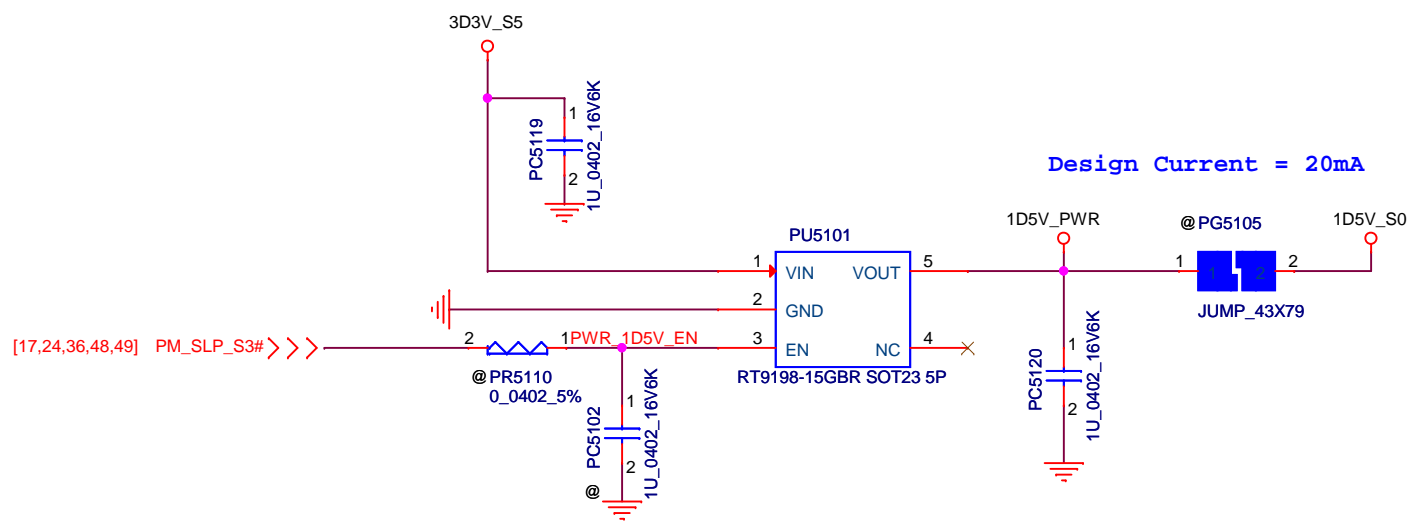 3D3V_S5
PC5119
1
2
1U_0402_16V6K
Design Current = 20mA
1D5V_PWR
@ PG5105
1D5V_S0
PU5101
1
VIN
VOUT
5
1
1
2
2
2
GND
JUMP_43X79
[17,24,36,48,49]
PM_SLP_S3#
2
1
PWR_1D5V_EN
3
EN
NC
4
@ PR5110
0_0402_5%
RT9198-15GBR SOT23 5P
@ PC5102
1
2
1U_0402_16V6K
PC5120
1
2
1U_0402_16V6K